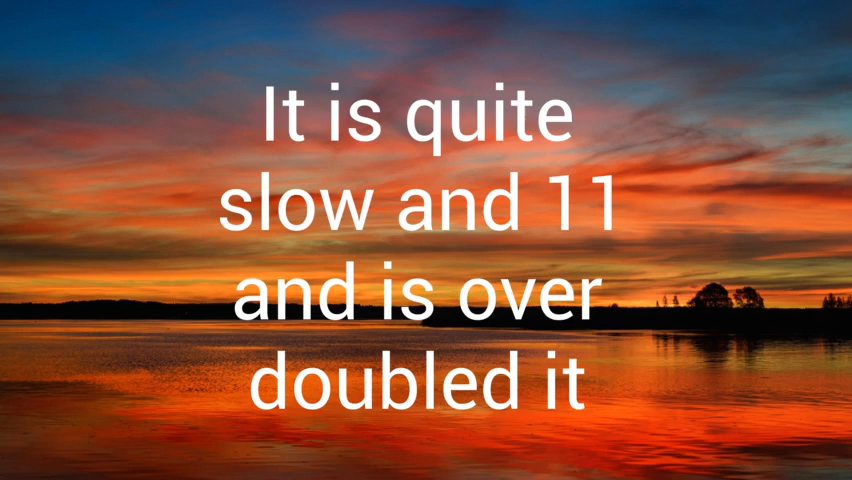 It is quite
slow and 11
and is over
doubled it